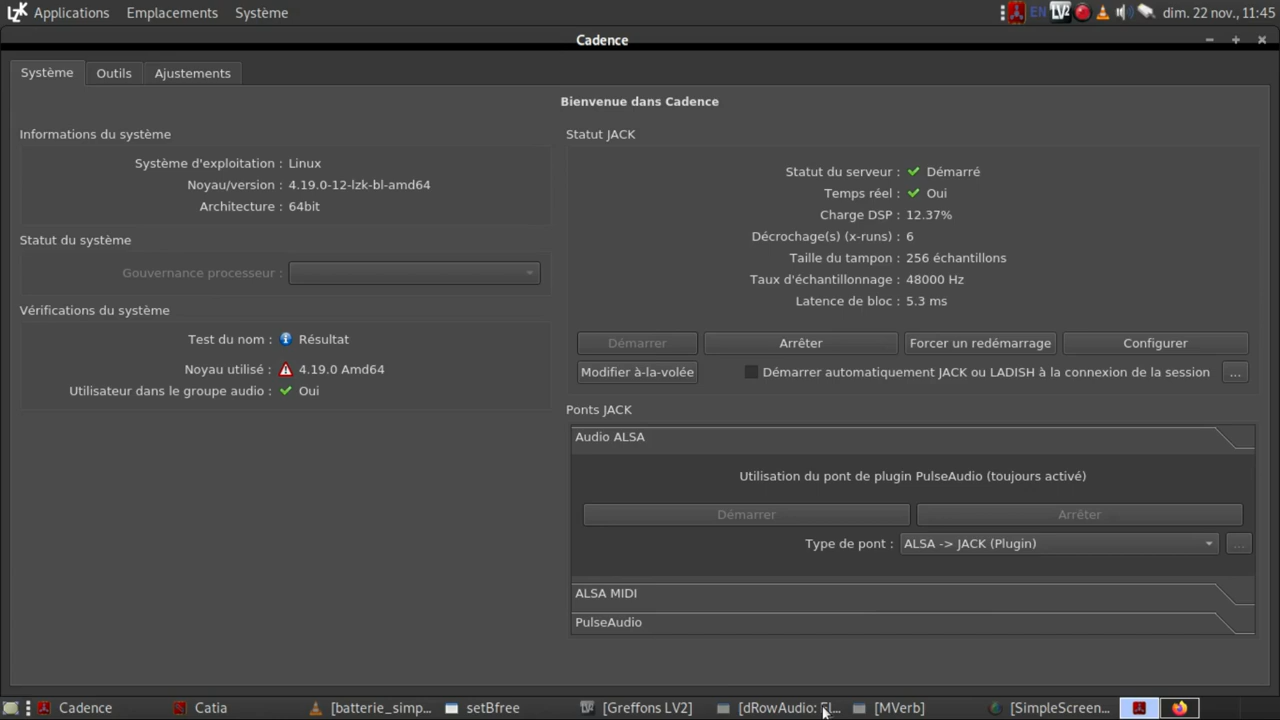 Applications Emplacements Système EN LV2 dim. 22 nov., 11:45
Cadence
Système Outils Ajustements
Bienvenue dans Cadence
Informations du système
Système d'exploitation : Linux
Noyau/version : 4.19.0-12-lzk-bl-amd64
Architecture : 64bit
Statut du système
Gouvernance processeur :
Vérifications du système
Test du nom : Résultat
Noyau utilisé : 4.19.0 Amd64
Utilisateur dans le groupe audio : Oui
Statut JACK
Statut du serveur : Démarré
Temps réel : Oui
Charge DSP : 12.37%
Décrochage(s) (x-runs) : 6
Taille du tampon : 256 échantillons
Taux d'échantillonnage : 48000 Hz
Latence de bloc : 5.3 ms
Démarrer Arrêter Forcer un redémarrage Configurer
Modifier à-la-volée Démarrer automatiquement JACK ou LADISH à la connexion de la session ...
Ponts JACK
Audio ALSA
Utilisation du pont de plugin PulseAudio (toujours activé)
Démarrer Arrêter
Type de pont : ALSA -> JACK (Plugin) ...
ALSA MIDI
PulseAudio
Cadence Catia [batterie_simp... setBfree [Greffons LV2] [dRowAudio: [MVerb] [SimpleScreen...